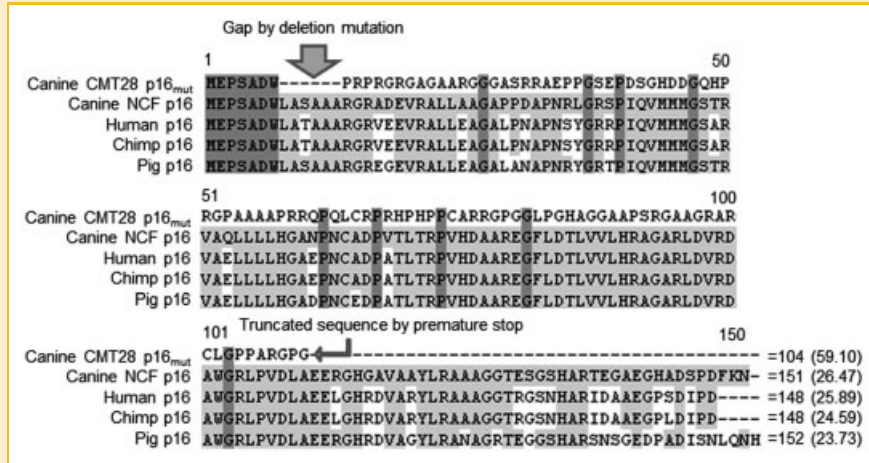 Gap by deletion mutation
1 50
Canine CMT28 p16mut MEPSADW------PRPRGRGAGAARGGGASRRAEPPGSEPDSGHDDGQHP
Canine NCF p16 MEPSADWLASAAARGRADEVRALLAAGAPPDAPNRLGRSPIQVMMMGSTR
Human p16 MEPSADWLATAAARGRVEEVRALLEAGALPNAPNSYGRRPIQVMMMGSAR
Chimp p16 MEPSADWLATAAARGRVEEVRALLEAGALPNAPNSYGRRPIQVMMMGSAR
Pig p16 MEPSADWLASAAARGREGEVRALLEAGALANAPNRYGRTPIQVMMMGSTR
51 100
Canine CMT28 p16mut RGPAAAAPRRQPQLCRPRHPHPPCARRGPGGLPGHAGGAAPSRGAAGRAR
Canine NCF p16 VAQLLLLHGANPNCADPVTLTRPVHDAAREGFLDTLVVLHRAGARLDVRD
Human p16 VAELLLLHGAEPNCADPATLTRPVHDAAREGFLDTLVVLHRAGARLDVRD
Chimp p16 VAELLLLHGAEPNCADPATLTRPVHDAAREGFLDTLVVLHRAGARLDVRD
Pig p16 VAELLLLHGADPNCEDPATLTRPVHDAAREGFLDTLVVLHRAGARLDVRD
101 Truncated sequence by premature stop 150
Canine CMT28 p16mut CLGPPARGPG-------------------------------------------=104 (59.10)
Canine NCF p16 AWGRLPVDLAEERGHGAVAAYLRAAAGGTESGSHARTEGAEGHADSPDFKN-=151 (26.47)
Human p16 AWGRLPVDLAEELGHRDVARYLRAAAGGTRGSNHARIDAAEGPSDIPD----=148 (25.89)
Chimp p16 AWGRLPVDLAEELGHRDVARYLRAAAGGTRGSNHARIDAAEGPLDIPD----=148 (24.59)
Pig p16 AWGRLPVDLAEERGHRDVAGYLRANAGRTEGGSHARSNSGEDPADISNLQNH=152 (23.73)